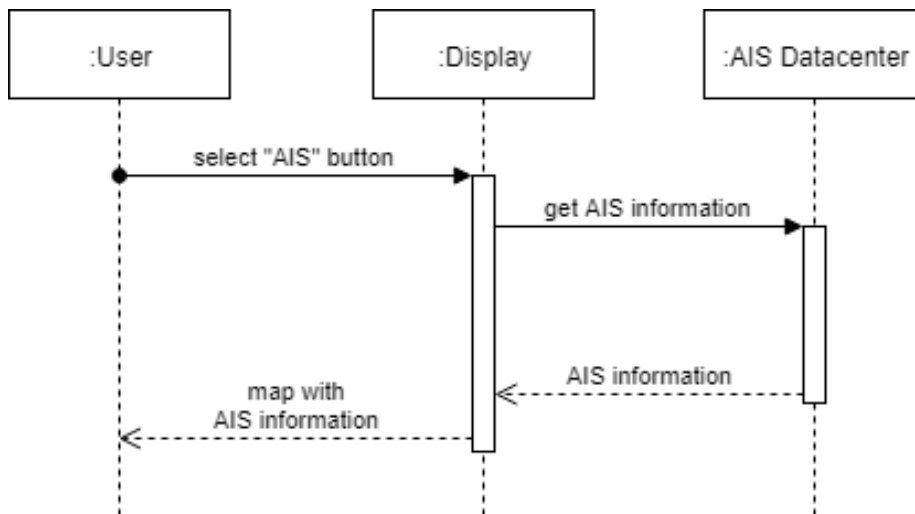 :User
:Display
:AIS Datacenter
select "AIS" button
get AIS information
AIS information
map with
AIS information